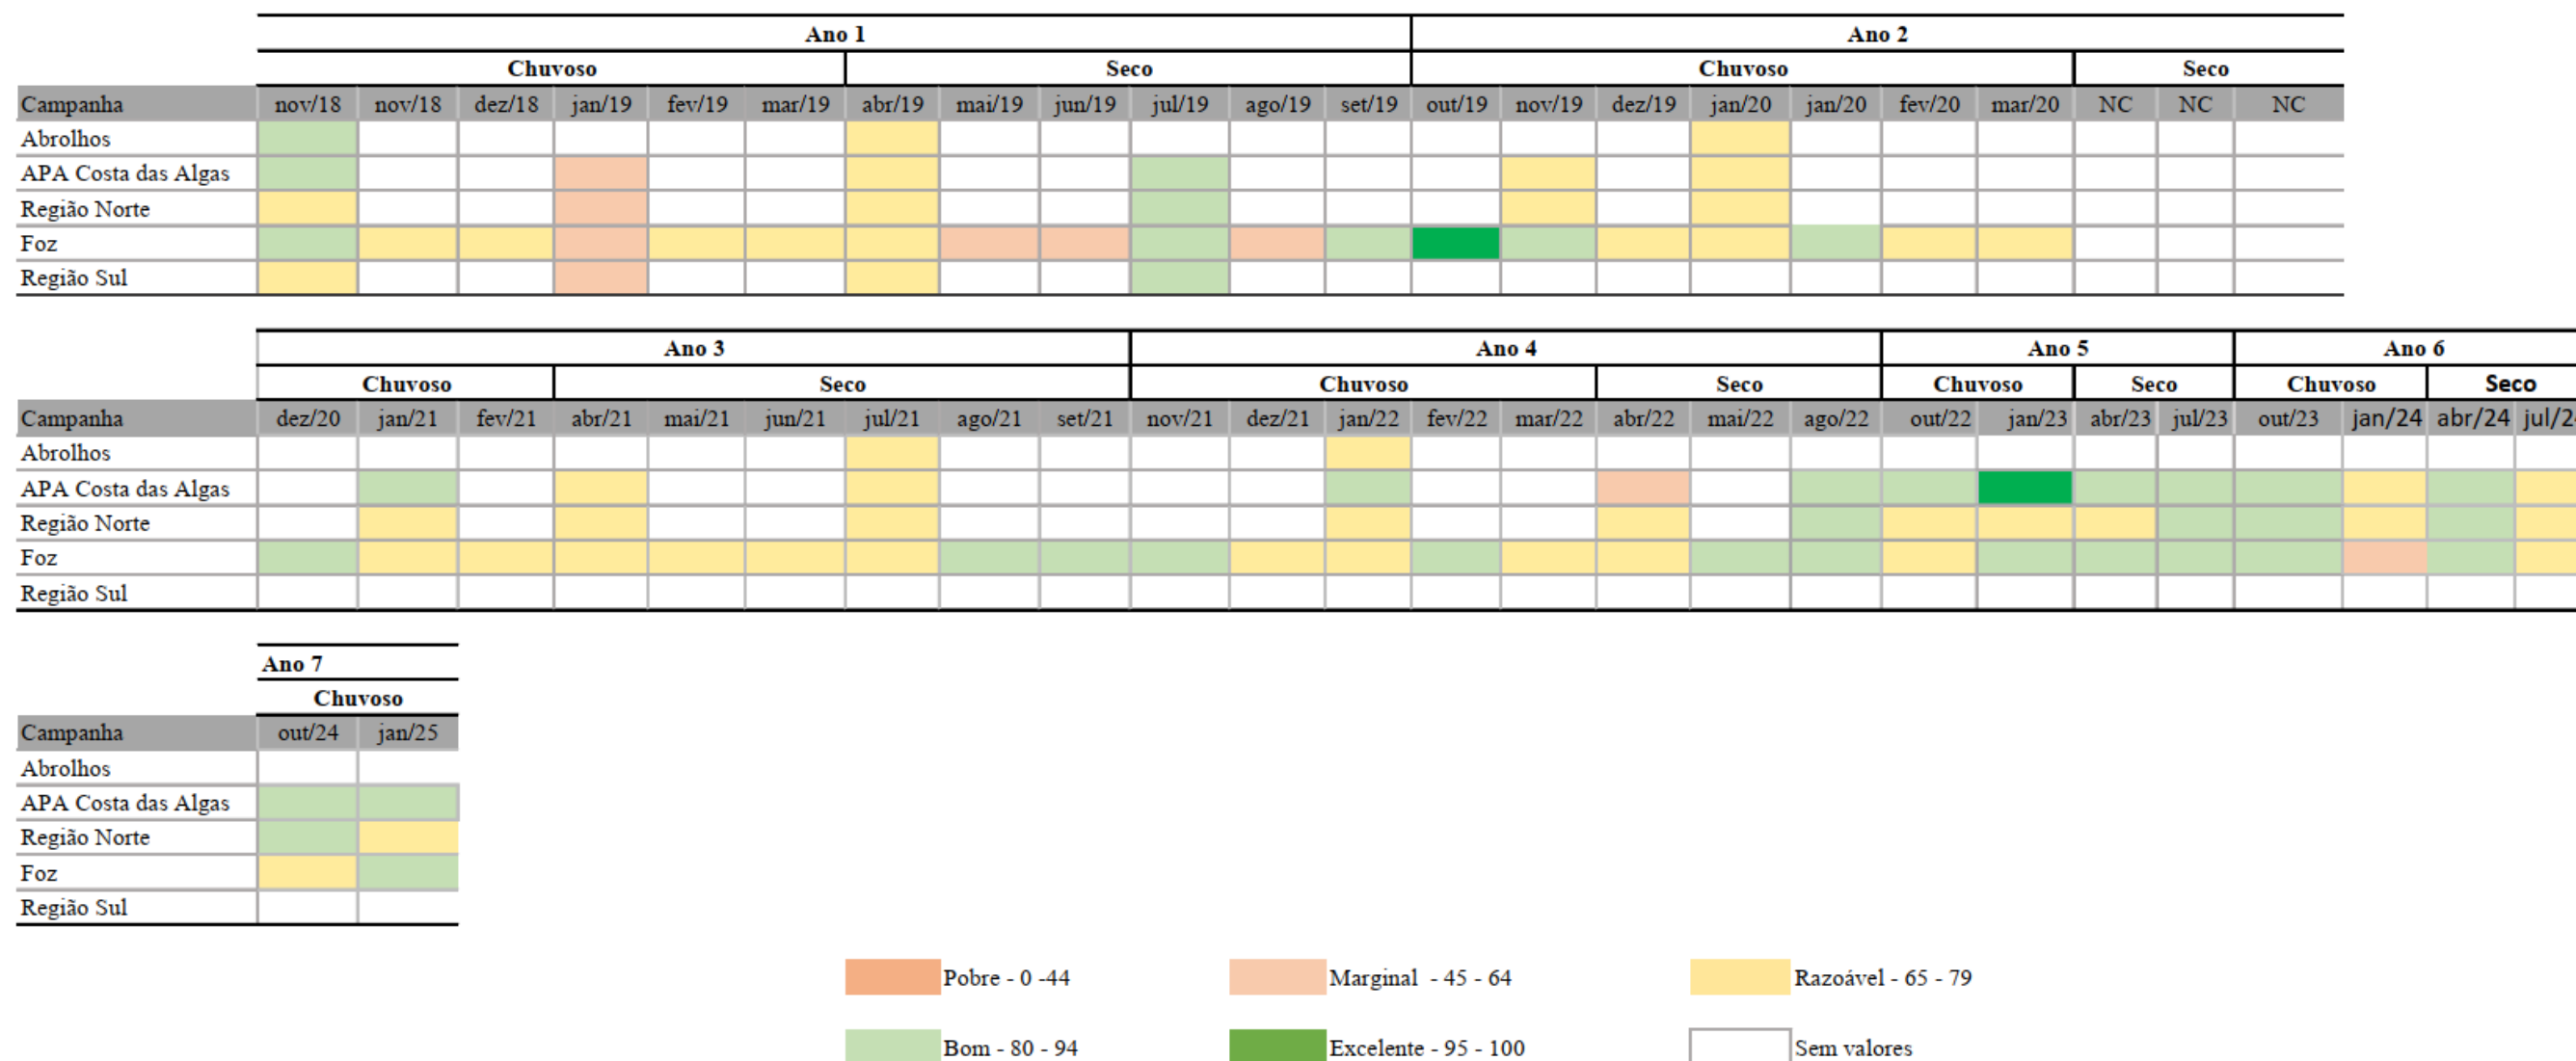 Ano 1 Ano 2
Chuvoso Seco Chuvoso Seco
Campanha nov/18 nov/18 dez/18 jan/19 fev/19 mar/19 abr/19 mai/19 jun/19 jul/19 ago/19 set/19 out/19 nov/19 dez/19 jan/20 jan/20 fev/20 mar/20 NC NC NC
Abrolhos
APA Costa das Algas
Região Norte
Foz
Região Sul
Ano 3 Ano 4 Ano 5 Ano 6
Chuvoso Seco Chuvoso Seco Chuvoso Seco Chuvoso Seco
Campanha dez/20 jan/21 fev/21 abr/21 mai/21 jun/21 jul/21 ago/21 set/21 nov/21 dez/21 jan/22 fev/22 mar/22 abr/22 mai/22 ago/22 out/22 jan/23 abr/23 jul/23 out/23 jan/24 abr/24 jul/2
Abrolhos
APA Costa das Algas
Região Norte
Foz
Região Sul
Ano 7
Chuvoso
Campanha out/24 jan/25
Abrolhos
APA Costa das Algas
Região Norte
Foz
Região Sul
Pobre - 0 -44 Marginal - 45 - 64 Razoável - 65 - 79
Bom - 80 - 94 Excelente - 95 - 100 Sem valores